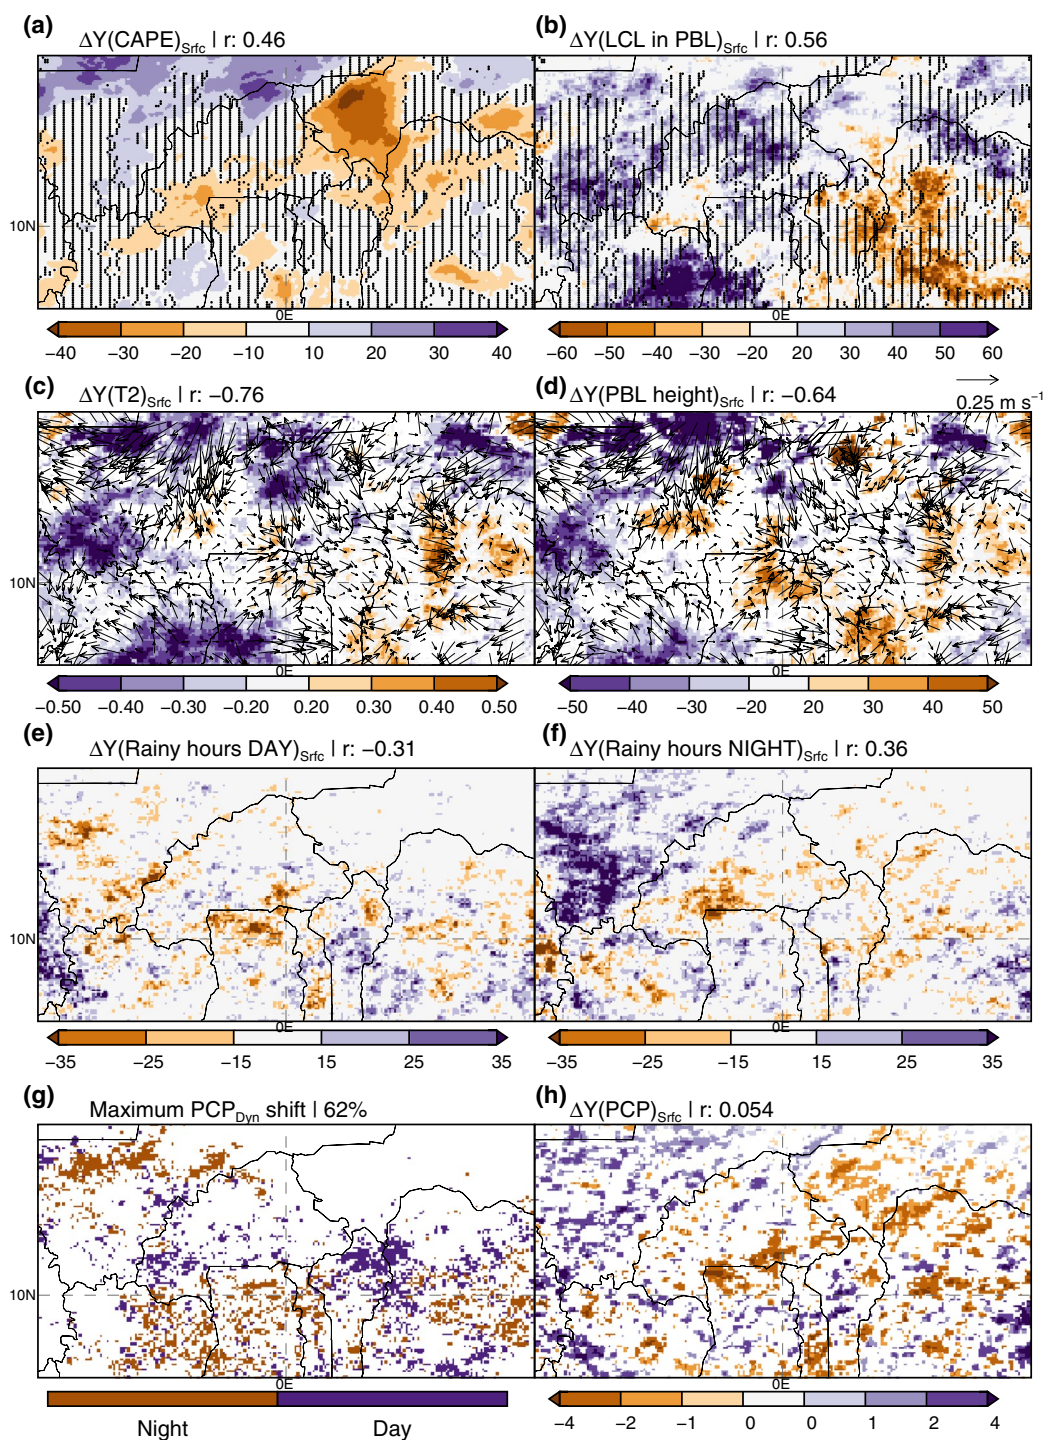 (a) ΔY(CAPE)Srfc | r: 0.46
(b) ΔY(LCL in PBL)Srfc | r: 0.56
10N
10N
0E
0E
−40 −30 −20 −10 10 20 30 40
−60 −50 −30 −20 20 30 50 60
(c) ΔY(T2)Srfc | r: −0.76
(d) ΔY(PBL height)Srfc | r: −0.64
0.25 m s−1
10N
10N
0E
0E
−0.50 −0.40 −0.30 −0.20 0.20 0.30 0.40 0.50
−50 −40 −30 −20 20 30 40 50
(e) ΔY(Rainy hours DAY)Srfc | r: −0.31
(f) ΔY(Rainy hours NIGHT)Srfc | r: 0.36
10N
10N
0E
0E
−35 −25 −15 15 25 35
−35 −25 −15 15 25 35
(g) Maximum PCPDyn shift | 62%
(h) ΔY(PCP)Srfc | r: 0.054
10N
10N
0E
0E
Night Day
−4 −2 −1 0 0 1 2 4